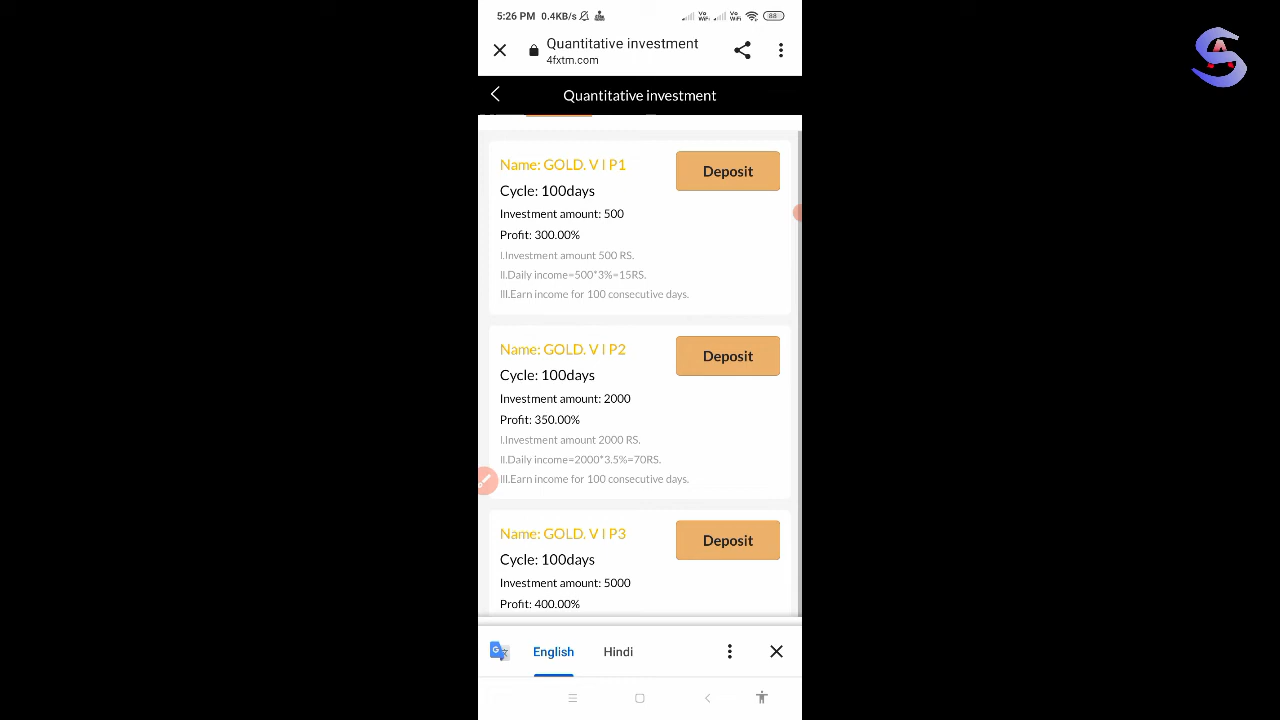 5:26 PM 0.4KB/s
88
Quantitative investment
4fxtm.com
Quantitative investment
Name: GOLD. V I P1
Deposit
Cycle: 100days
Investment amount: 500
Profit: 300.00%
I.Investment amount 500 RS.
II.Daily income=500*3%=15RS.
III.Earn income for 100 consecutive days.
Name: GOLD. V I P2
Deposit
Cycle: 100days
Investment amount: 2000
Profit: 350.00%
I.Investment amount 2000 RS.
II.Daily income=2000*3.5%=70RS.
III.Earn income for 100 consecutive days.
Name: GOLD. V I P3
Deposit
Cycle: 100days
Investment amount: 5000
Profit: 400.00%
English Hindi